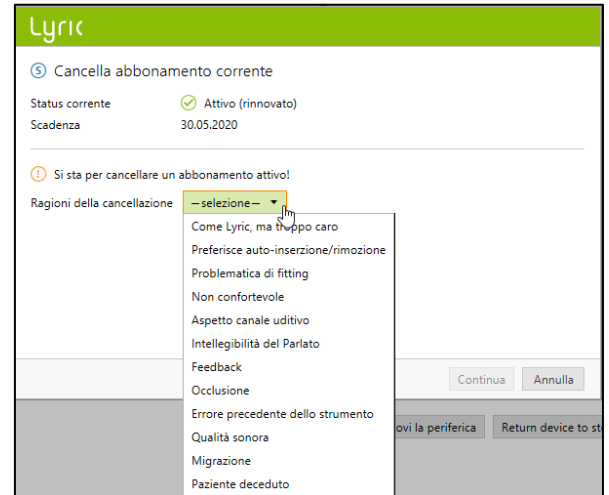 Lyric
Cancella abbonamento corrente
Status corrente Attivo (rinnovato)
Scadenza 30.05.2020
Si sta per cancellare un abbonamento attivo!
Ragioni della cancellazione —selezione—
Come Lyric, ma troppo caro
Preferisce auto-inserzione/rimozione
Problematica di fitting
Non confortevole
Aspetto canale uditivo
Intellegibilità del Parlato
Feedback
Occlusione
Errore precedente dello strumento
Qualità sonora
Migrazione
Paziente deceduto
Continua Annulla
la periferica Return device to